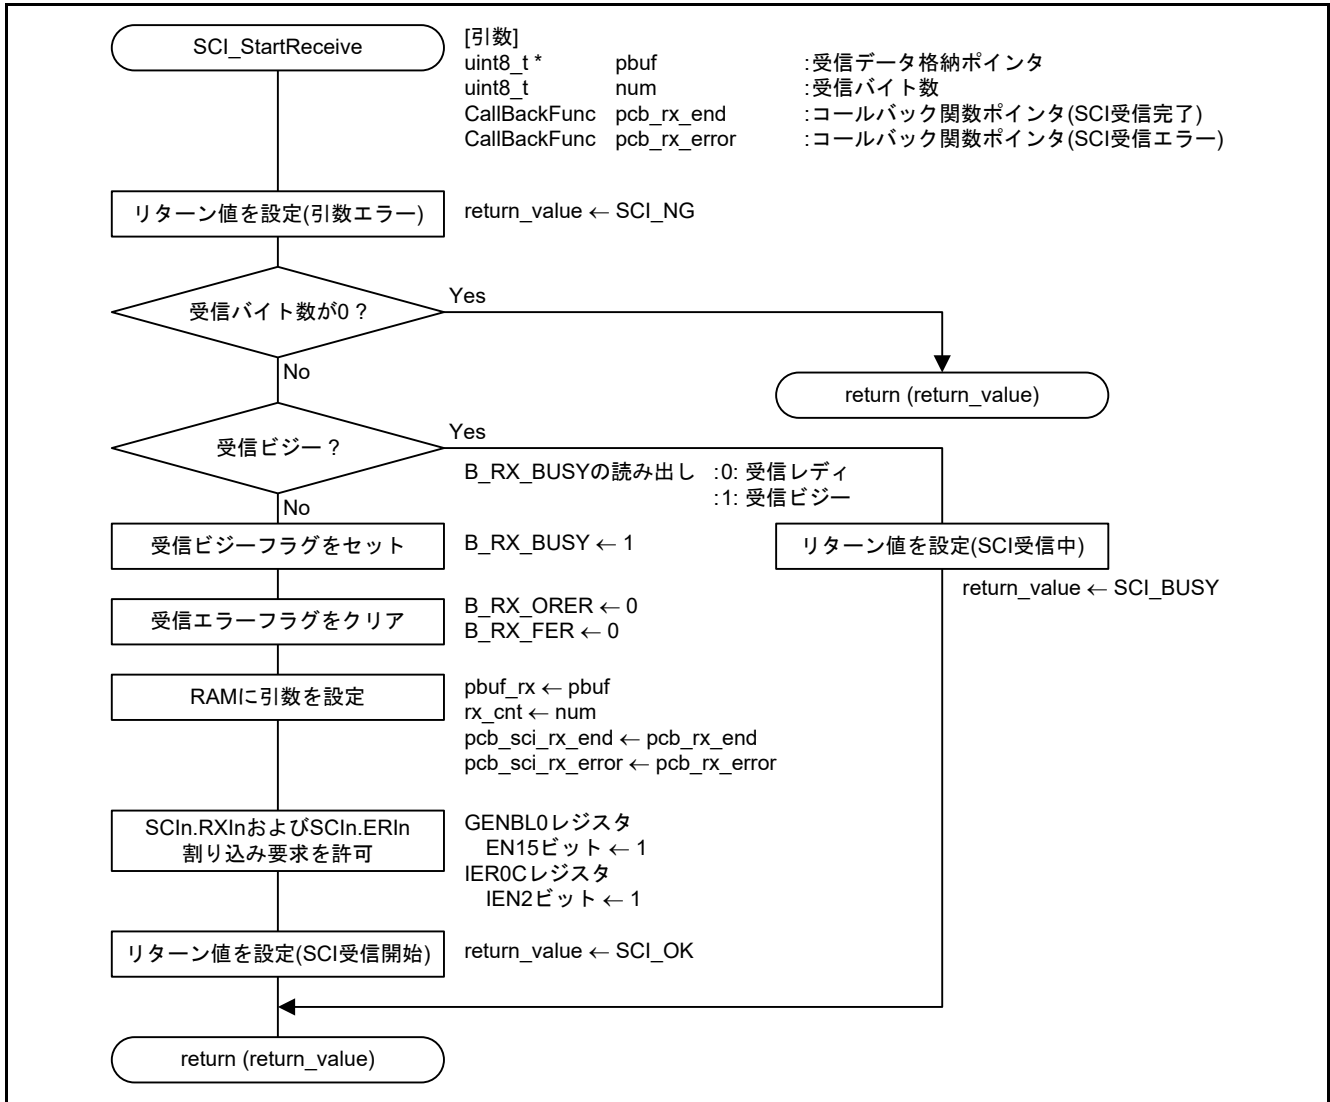 SCI_StartReceive
[引数]
uint8_t * pbuf :受信データ格納ポインタ
uint8_t num :受信バイト数
CallBackFunc pcb_rx_end :コールバック関数ポインタ(SCI受信完了)
CallBackFunc pcb_rx_error :コールバック関数ポインタ(SCI受信エラー)
リターン値を設定(引数エラー)
return_value ← SCI_NG
受信バイト数が0 ?
Yes
No
return (return_value)
受信ビジー ?
Yes
B_RX_BUSYの読み出し :0: 受信レディ
:1: 受信ビジー
No
受信ビジーフラグをセット
B_RX_BUSY ← 1
リターン値を設定(SCI受信中)
return_value ← SCI_BUSY
受信エラーフラグをクリア
B_RX_ORER ← 0
B_RX_FER ← 0
RAMに引数を設定
pbuf_rx ← pbuf
rx_cnt ← num
pcb_sci_rx_end ← pcb_rx_end
pcb_sci_rx_error ← pcb_rx_error
SCIn.RXInおよびSCIn.ERIn
割り込み要求を許可
GENBL0レジスタ
EN15ビット ← 1
IER0Cレジスタ
IEN2ビット ← 1
リターン値を設定(SCI受信開始)
return_value ← SCI_OK
return (return_value)